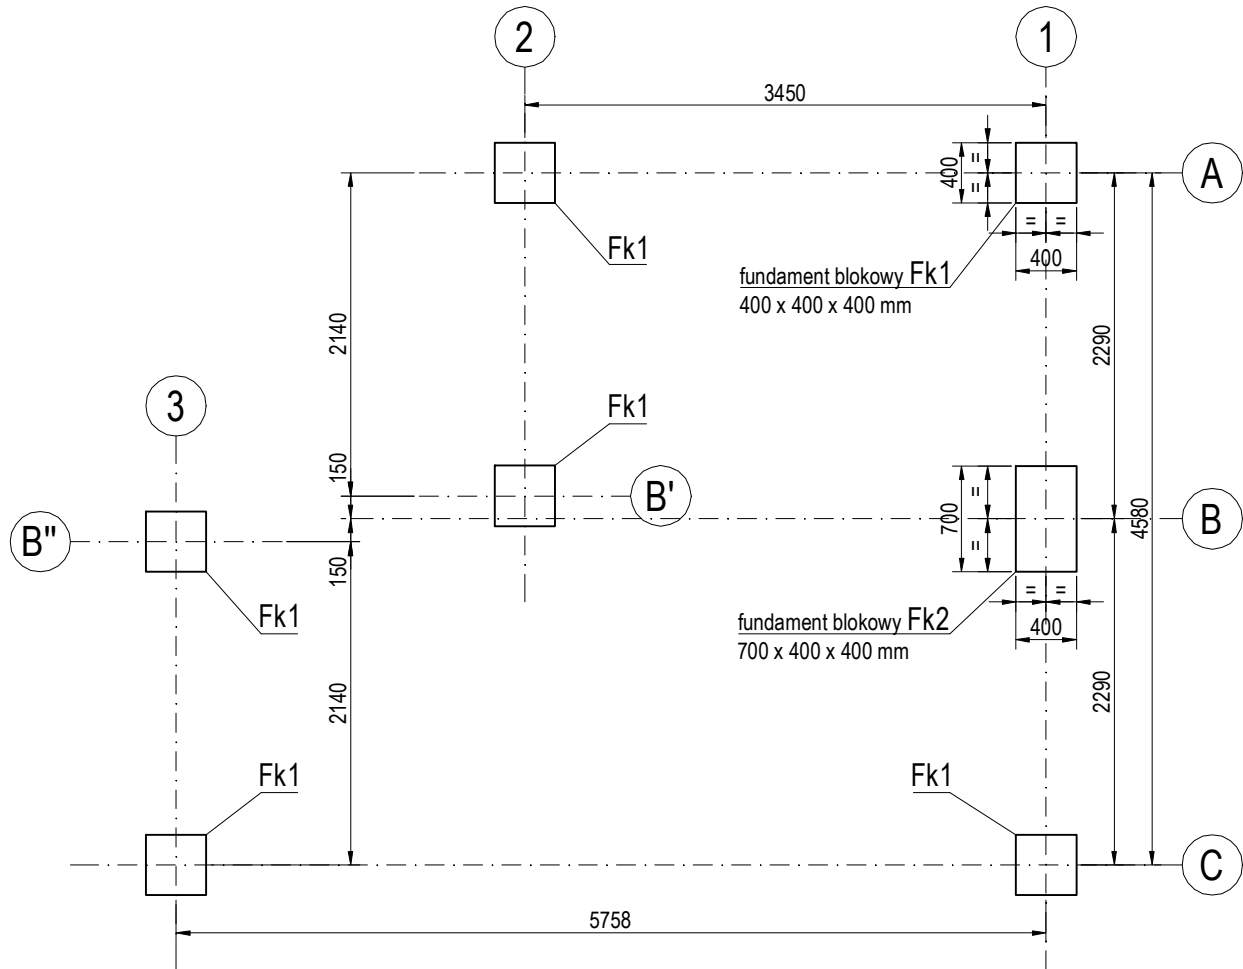 2
1
3450
A
400
=
=
=
=
400
Fk1
fundament blokowy Fk1
400 x 400 x 400 mm
2140
2290
3
Fk1
150
B'
B"
700
=
=
B
4580
150
=
=
400
Fk1
fundament blokowy Fk2
700 x 400 x 400 mm
2140
2290
Fk1
Fk1
C
5758